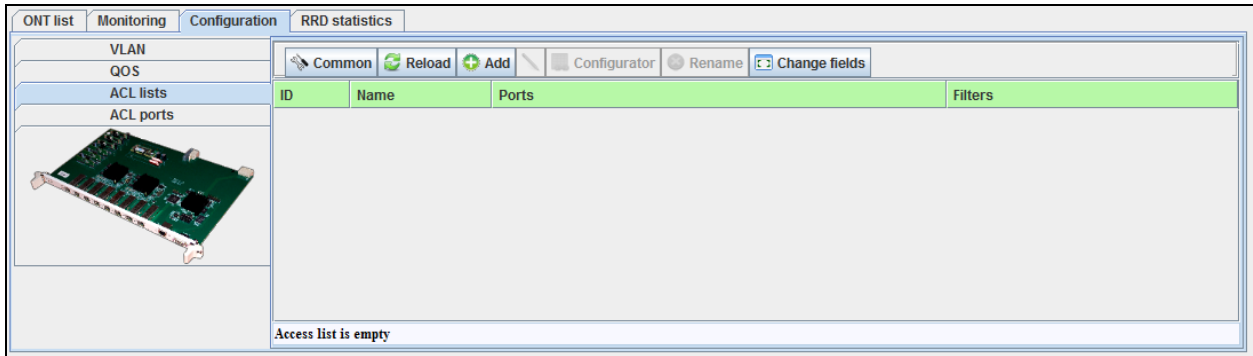 ONT list Monitoring Configuration RRD statistics
VLAN
QOS
ACL lists
ACL ports
Common Reload Add Configurator Rename Change fields
ID Name Ports Filters
Access list is empty